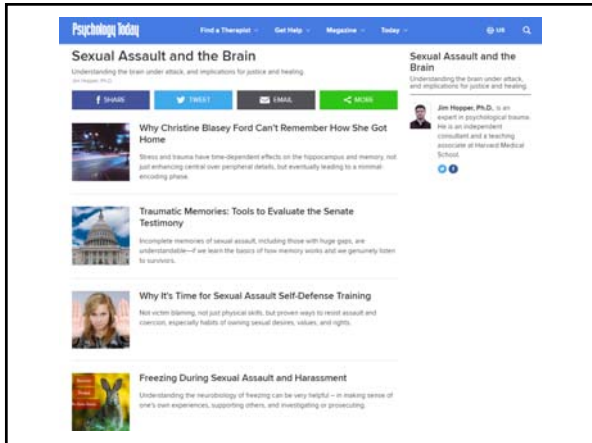 Psychology Today
Find a Therapist
Get Help
Magazine
Today
US
Sexual Assault and the Brain
Understanding the brain under attack, and implications for justice and healing.
Jim Hopper, Ph.D.
SHARE
TWEET
EMAIL
MORE
Why Christine Blasey Ford Can't Remember How She Got
Home
Stress and trauma have time-dependent effects on the hippocampus and memory, not
just enhancing central over peripheral details, but eventually leading to a minimal-
encoding phase.
Traumatic Memories: Tools to Evaluate the Senate
Testimony
Incomplete memories of sexual assault, including those with huge gaps, are
understandable—if we learn the basics of how memory works and we genuinely listen
to survivors.
Why It's Time for Sexual Assault Self-Defense Training
Not victim blaming, not just physical skills, but proven ways to resist assault and
coercion, especially habits of owning sexual desires, values, and rights.
Freezing During Sexual Assault and Harassment
Understanding the neurobiology of freezing can be very helpful – in making sense of
one's own experiences, supporting others, and investigating or prosecuting.
Sexual Assault and the
Brain
Understanding the brain under attack,
and implications for justice and healing.
Jim Hopper, Ph.D., is an
expert in psychological trauma.
He is an independent
consultant and a teaching
associate at Harvard Medical
School.